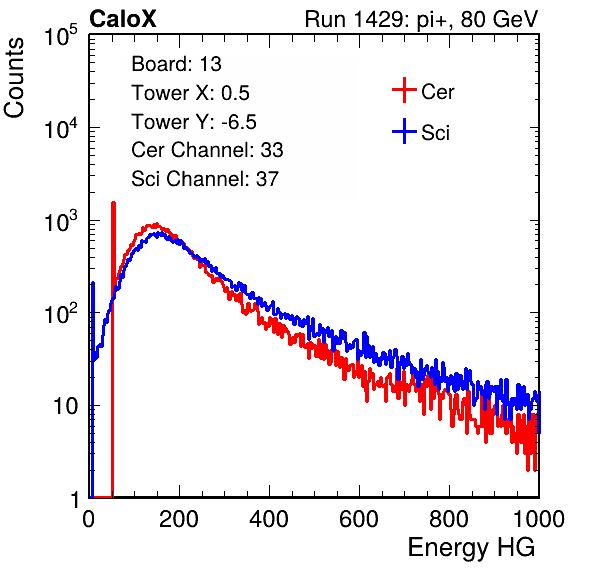 CaloX Run 1429: pi+, 80 GeV
Counts
10^5
10^4
10^3
10^2
10
1
Board: 13
Tower X: 0.5
Tower Y: -6.5
Cer Channel: 33
Sci Channel: 37
Cer
Sci
0 200 400 600 800 1000
Energy HG